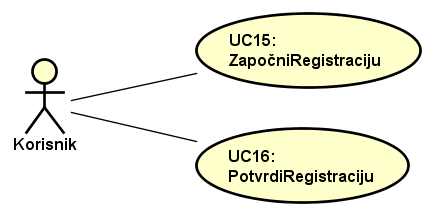 UC15:
ZapočniRegistraciju
Korisnik
UC16:
PotvrdiRegistraciju